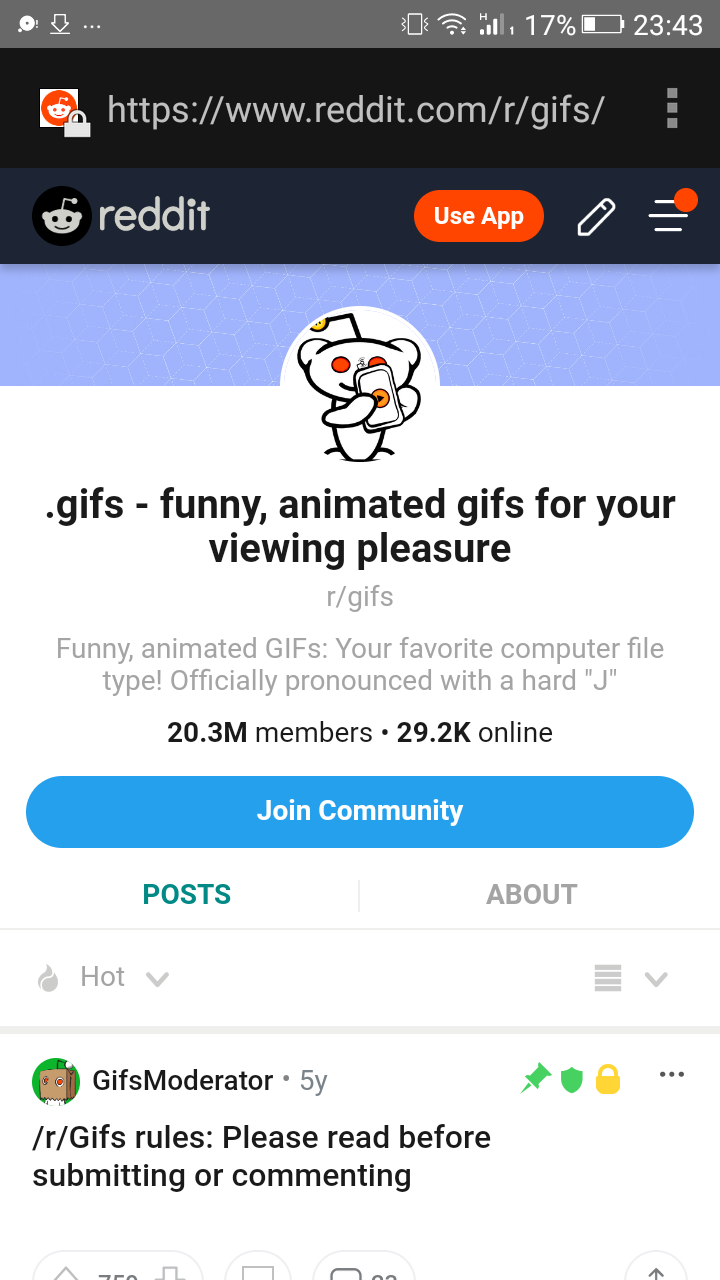 H
17%
23:43
https://www.reddit.com/r/gifs/
reddit
Use App
.gifs - funny, animated gifs for your
viewing pleasure
r/gifs
Funny, animated GIFs: Your favorite computer file
type! Officially pronounced with a hard "J"
20.3M members • 29.2K online
Join Community
POSTS
ABOUT
Hot
GifsModerator • 5y
/r/Gifs rules: Please read before
submitting or commenting